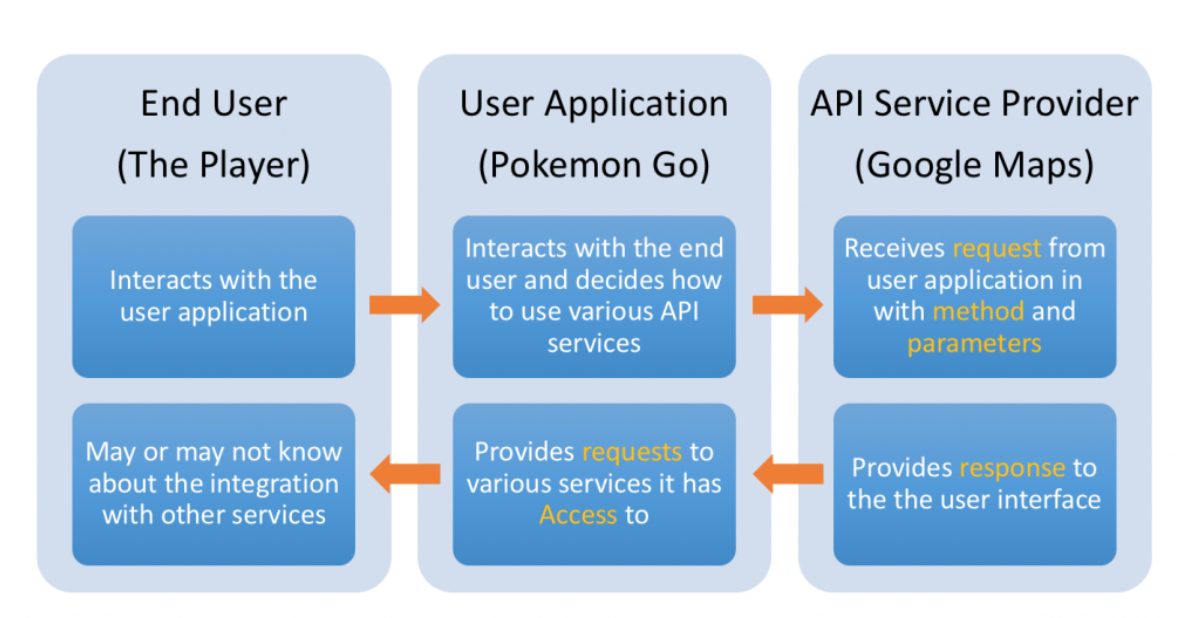 End User
(The Player)
Interacts with the
user application
May or may not know
about the integration
with other services
User Application
(Pokemon Go)
Interacts with the end
user and decides how
to use various API
services
Provides requests to
various services it has
Access to
API Service Provider
(Google Maps)
Receives request from
user application in
with method and
parameters
Provides response to
the the user interface